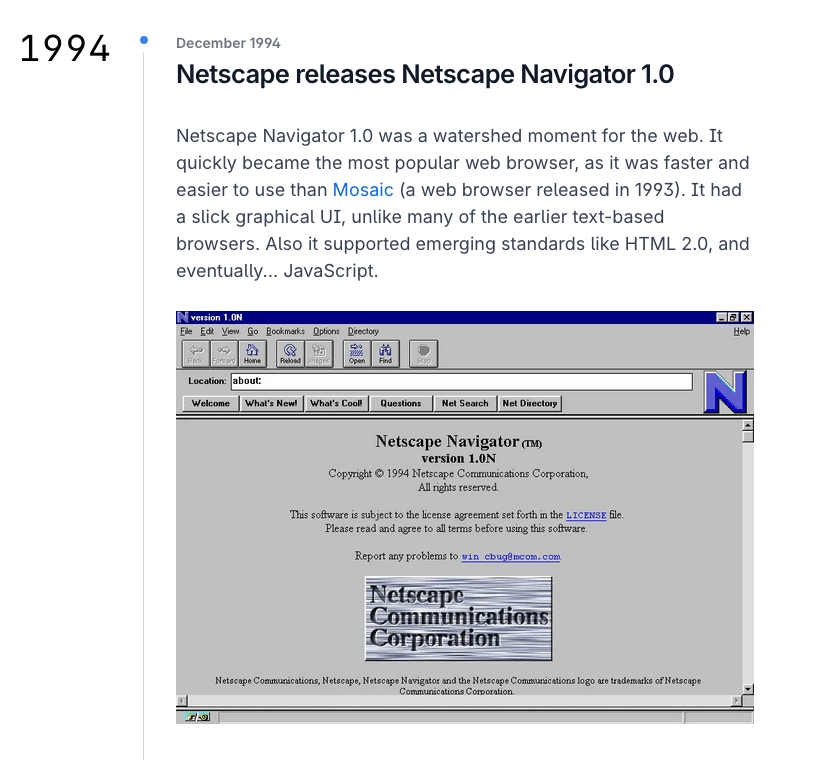 1994
December 1994
Netscape releases Netscape Navigator 1.0
Netscape Navigator 1.0 was a watershed moment for the web. It
quickly became the most popular web browser, as it was faster and
easier to use than Mosaic (a web browser released in 1993). It had
a slick graphical UI, unlike many of the earlier text-based
browsers. Also it supported emerging standards like HTML 2.0, and
eventually... JavaScript.
version 1.0N
File Edit View Go Bookmarks Options Directory Help
Back Forward Home Reload Images Open Find Stop
Location: about:
N
Welcome What's New! What's Cool! Questions Net Search Net Directory
Netscape Navigator (TM)
version 1.0N
Copyright © 1994 Netscape Communications Corporation,
All rights reserved.
This software is subject to the license agreement set forth in the LICENSE file.
Please read and agree to all terms before using this software.
Report any problems to win_cbug@mcom.com
Netscape
Communications
Corporation
Netscape Communications, Netscape, Netscape Navigator and the Netscape Communications logo are trademarks of Netscape
Communications Corporation.